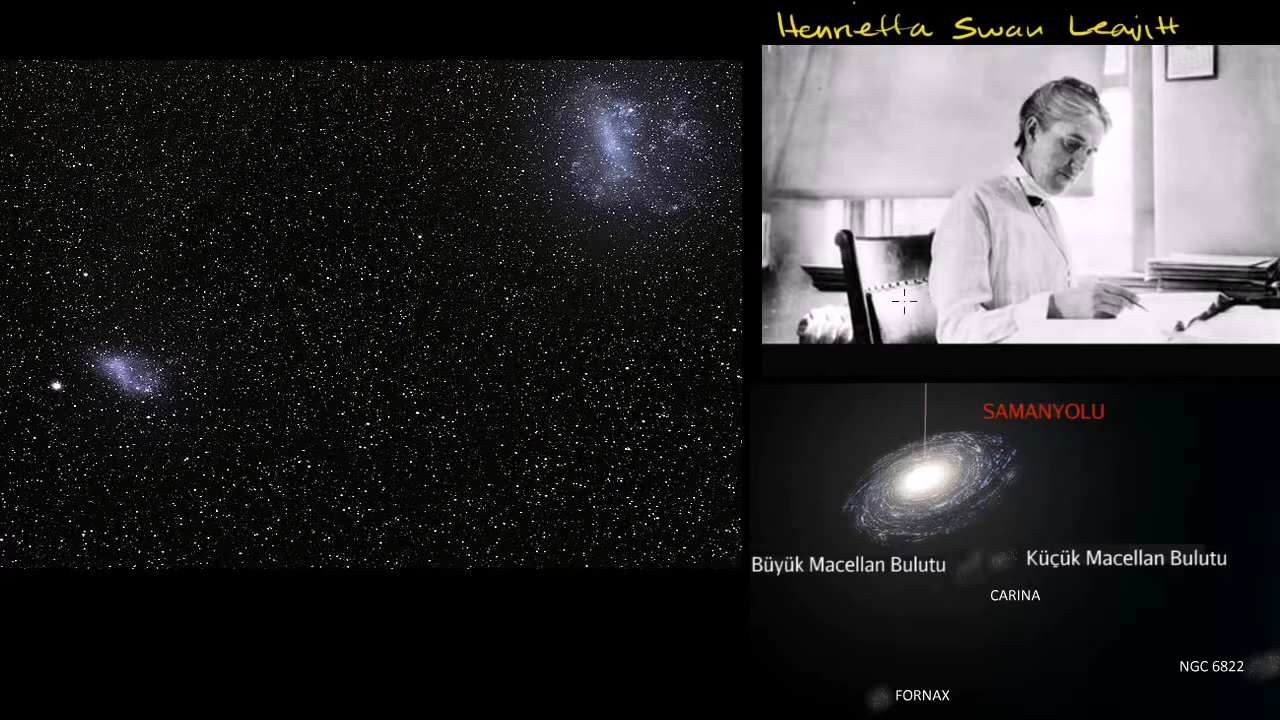 Henrietta Swan Leavitt
SAMANYOLU
Büyük Macellan Bulutu
Küçük Macellan Bulutu
CARINA
NGC 6822
FORNAX